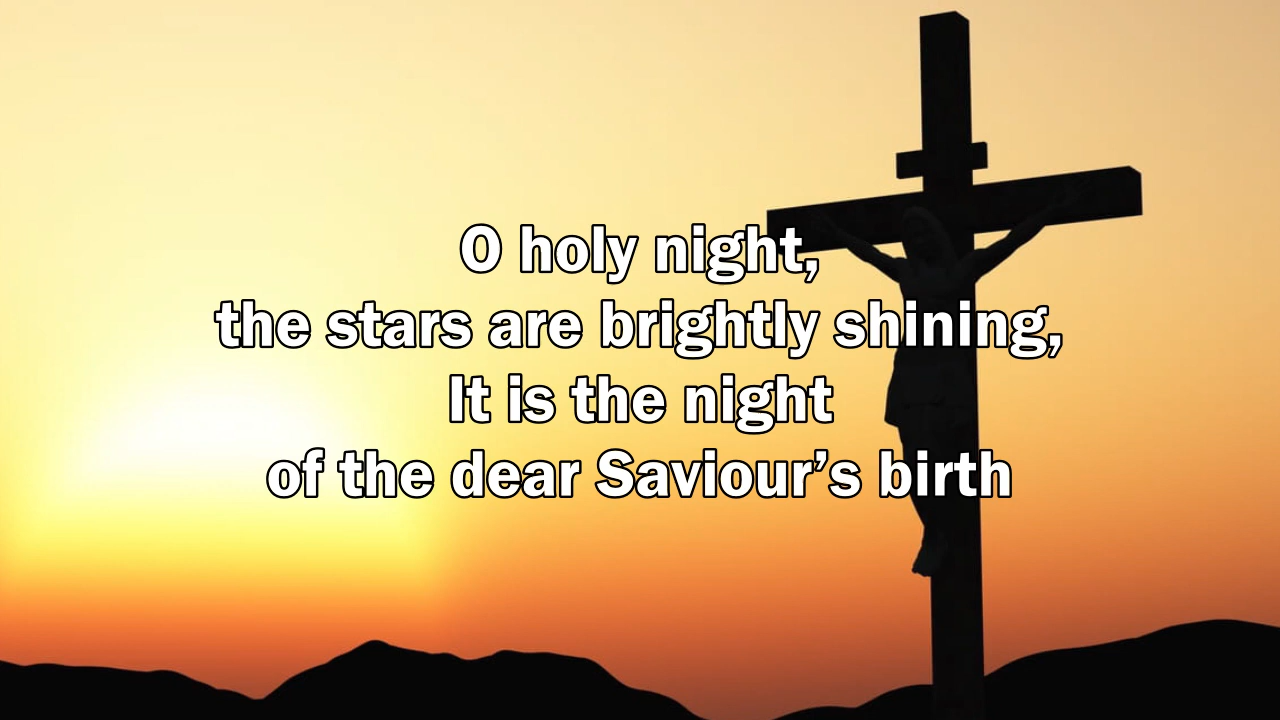 O holy night,
the stars are brightly shining,
It is the night
of the dear Saviour’s birth